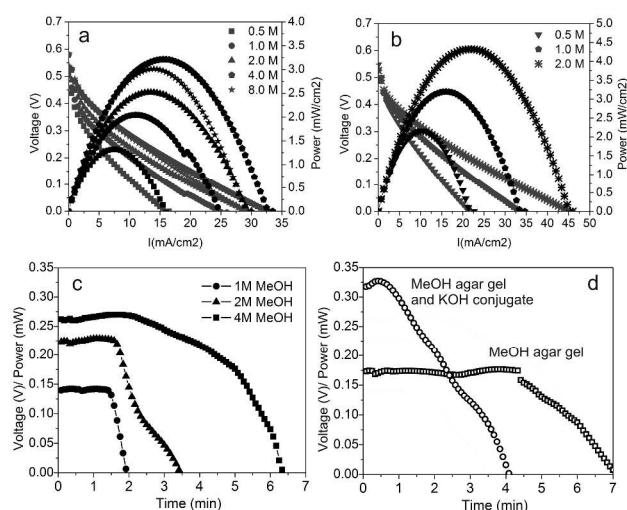 a
0.5 M
1.0 M
2.0 M
4.0 M
8.0 M
0.7
0.6
0.5
0.4
0.3
0.2
0.1
0.0
Voltage (V)
4.0
3.5
3.0
2.5
2.0
1.5
1.0
0.5
0.0
Power (mW/cm2)
0 5 10 15 20 25 30 35
I(mA/cm2)
b
0.5 M
1.0 M
2.0 M
0.7
0.6
0.5
0.4
0.3
0.2
0.1
0.0
Voltage (V)
5.0
4.5
4.0
3.5
3.0
2.5
2.0
1.5
1.0
0.5
0.0
Power (mW/cm2)
0 5 10 15 20 25 30 35 40 45 50
I(mA/cm2)
c
1M MeOH
2M MeOH
4M MeOH
0.35
0.30
0.25
0.20
0.15
0.10
0.05
0.00
Voltage (V)/ Power (mW)
0 1 2 3 4 5 6 7
Time (min)
d
MeOH agar gel
and KOH conjugate
MeOH agar gel
0.35
0.30
0.25
0.20
0.15
0.10
0.05
0.00
Voltage (V)/ Power (mW)
0 1 2 3 4 5 6 7
Time (min)